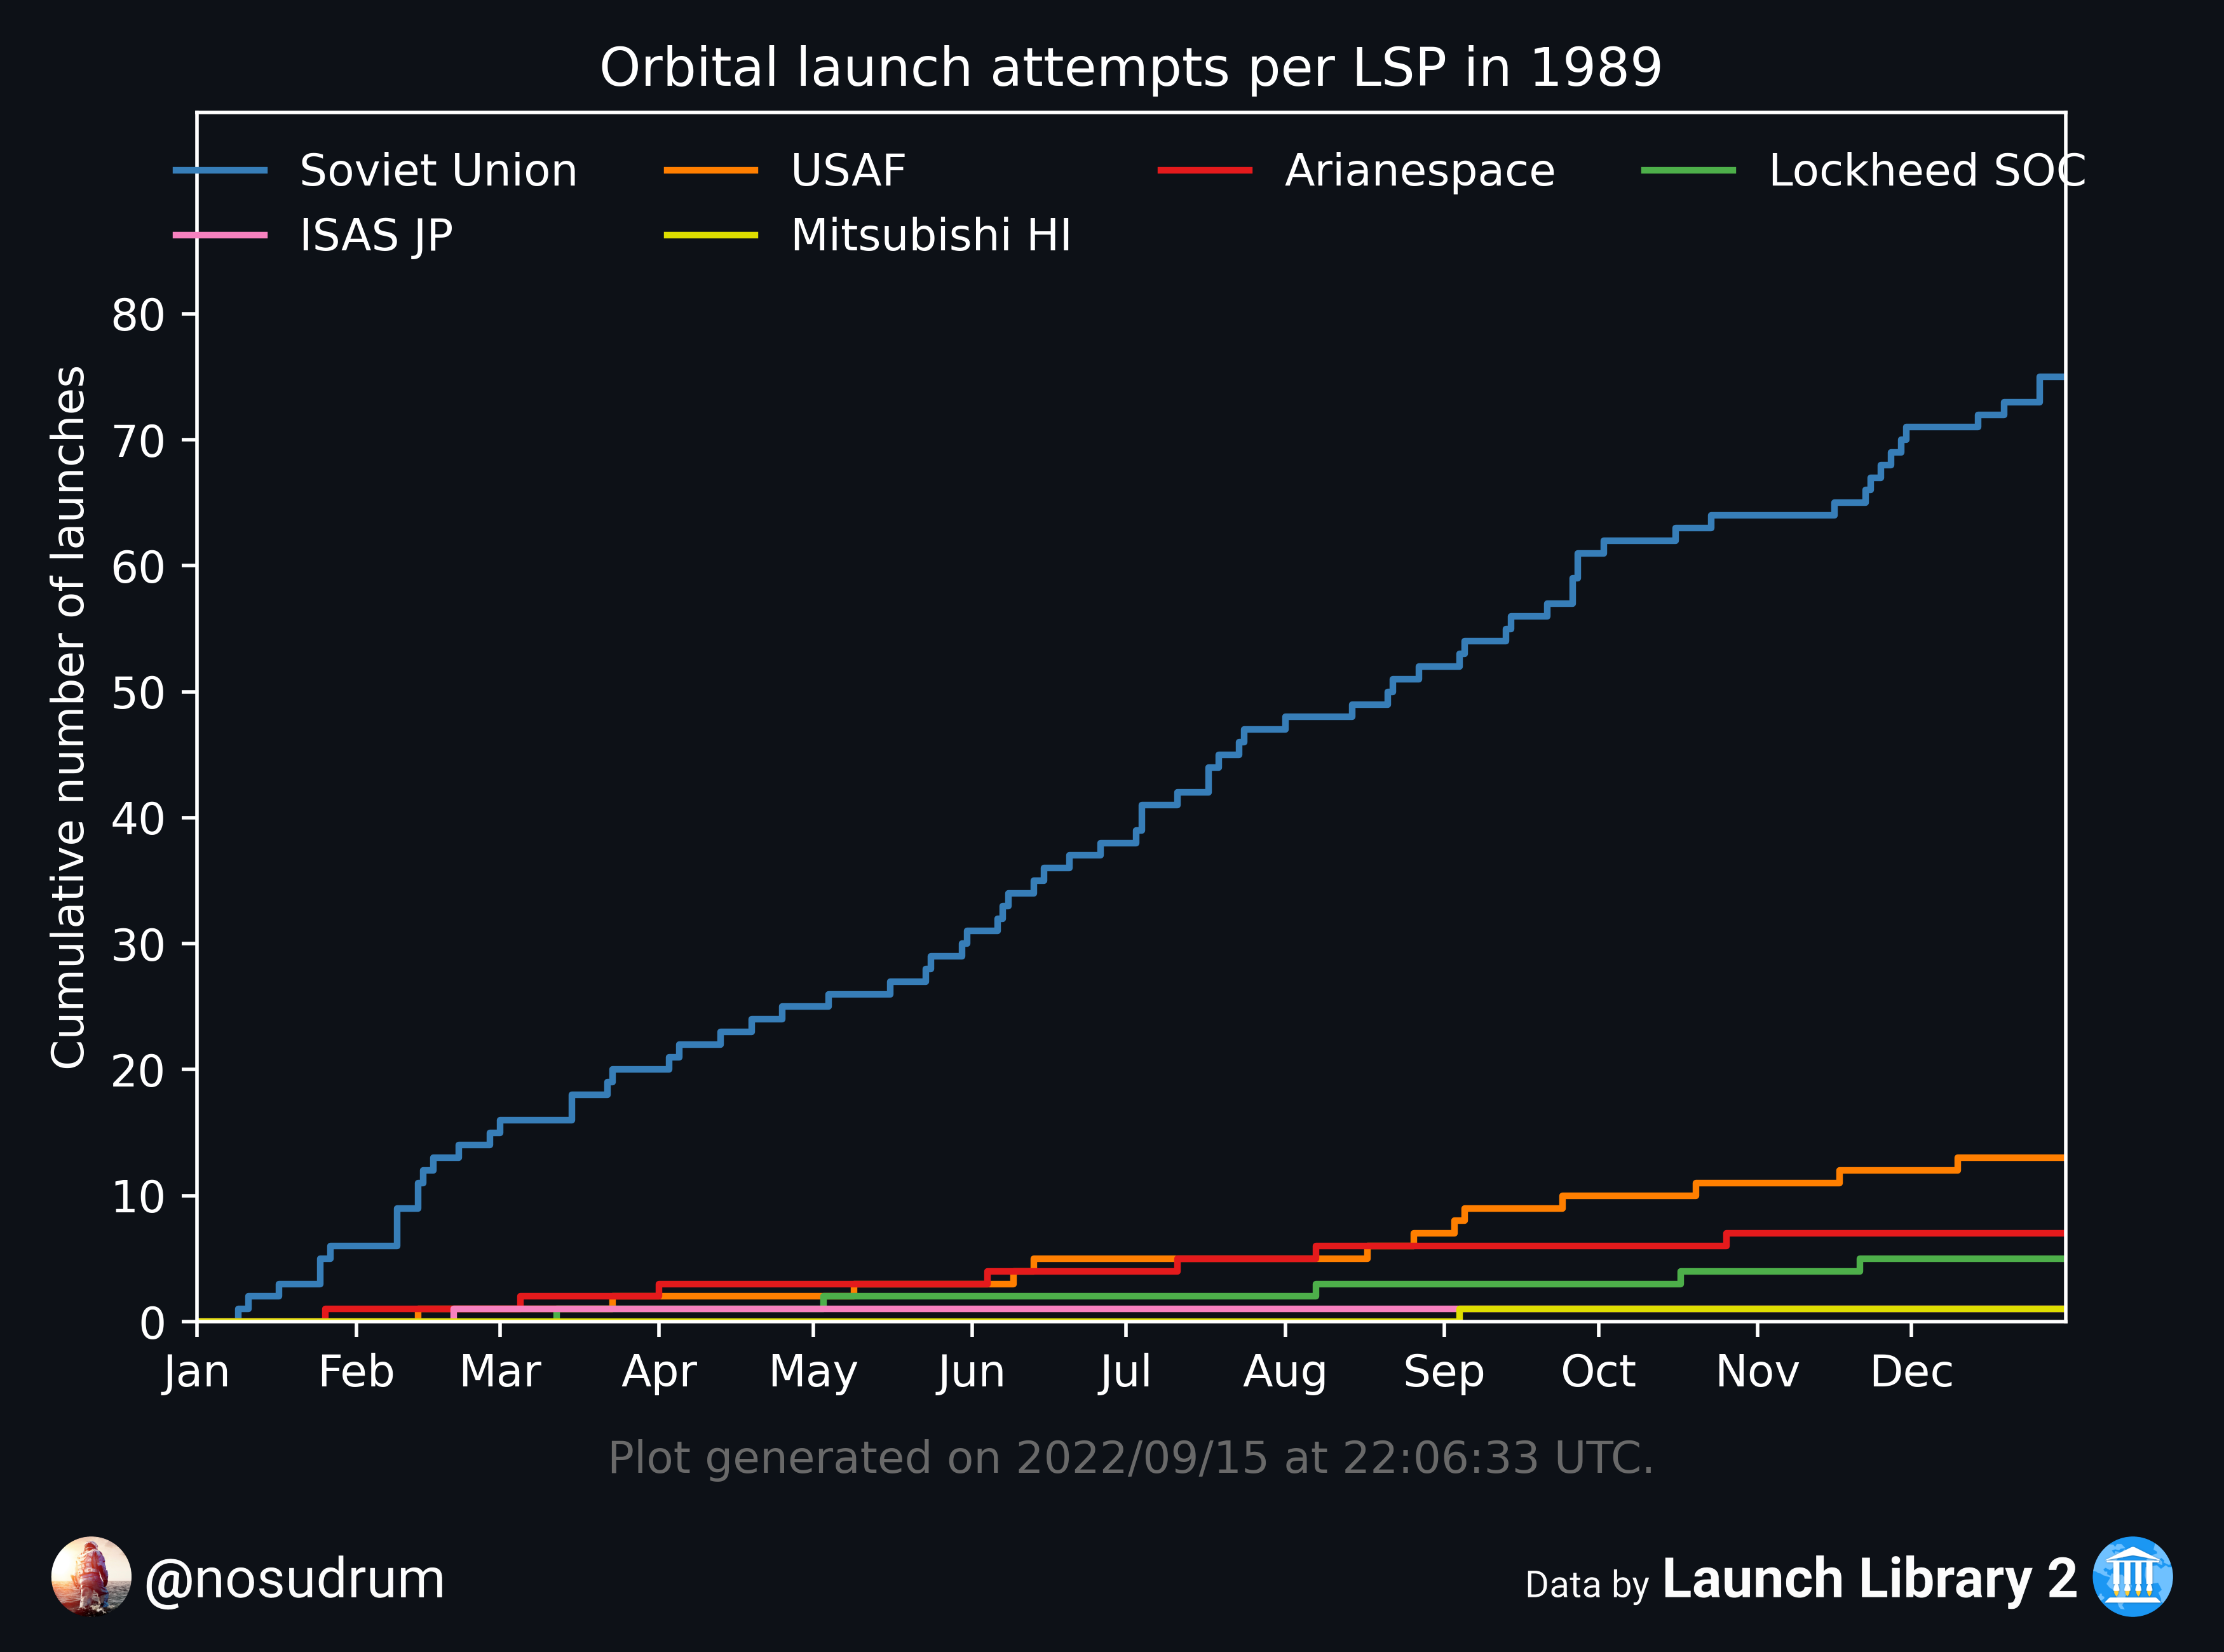 Orbital launch attempts per LSP in 1989
Soviet Union USAF Arianespace Lockheed SOC
ISAS JP Mitsubishi HI
80
70
60
50
40
30
20
10
0
Cumulative number of launches
Jan Feb Mar Apr May Jun Jul Aug Sep Oct Nov Dec
Plot generated on 2022/09/15 at 22:06:33 UTC.
@nosudrum
Data by Launch Library 2